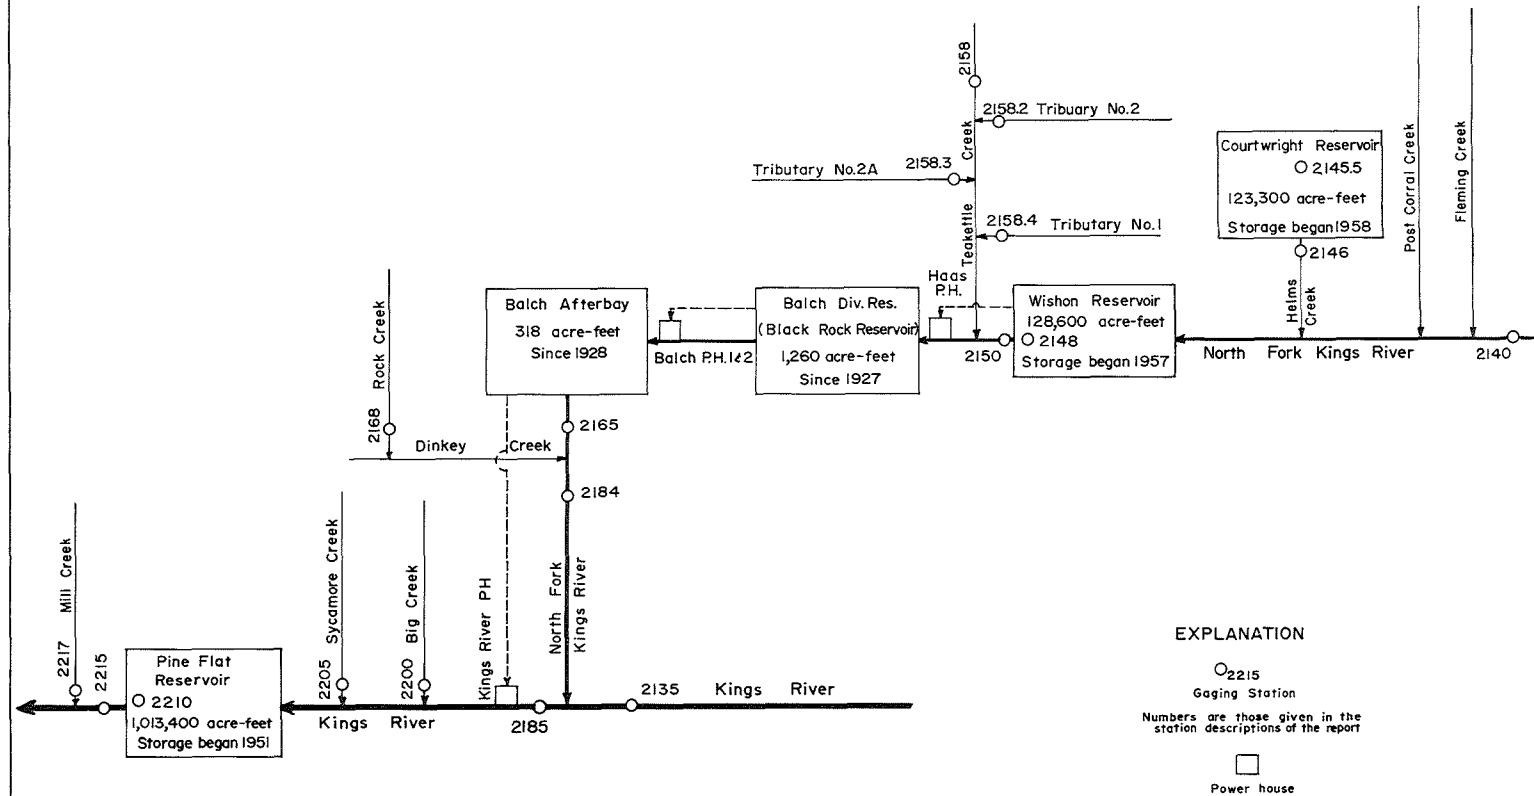 2158
2158.2 Tribuary No.2
Creek
Tributary No.2A
2158.3
Teakettle
2158.4 Tributary No.1
Courtwright Reservoir
2145.5
123,300 acre-feet
Storage began 1958
2146
Helms
Creek
Post Corral Creek
Fleming Creek
Rock Creek
2168
Balch Afterbay
318 acre-feet
Since 1928
Balch P.H. 1&2
Balch Div. Res.
(Black Rock Reservoir)
1,260 acre-feet
Since 1927
Haas
P.H.
2150
Wishon Reservoir
128,600 acre-feet
2148
Storage began 1957
North Fork Kings River
2140
2165
Dinkey Creek
2184
Mill Creek
2217
2215
Sycamore Creek
2205
Big Creek
2200
Kings River PH
North Fork
Kings River
Pine Flat
Reservoir
2210
1,013,400 acre-feet
Storage began 1951
Kings River
2185
2135
Kings River
EXPLANATION
2215
Gaging Station
Numbers are those given in the
station descriptions of the report
Power house